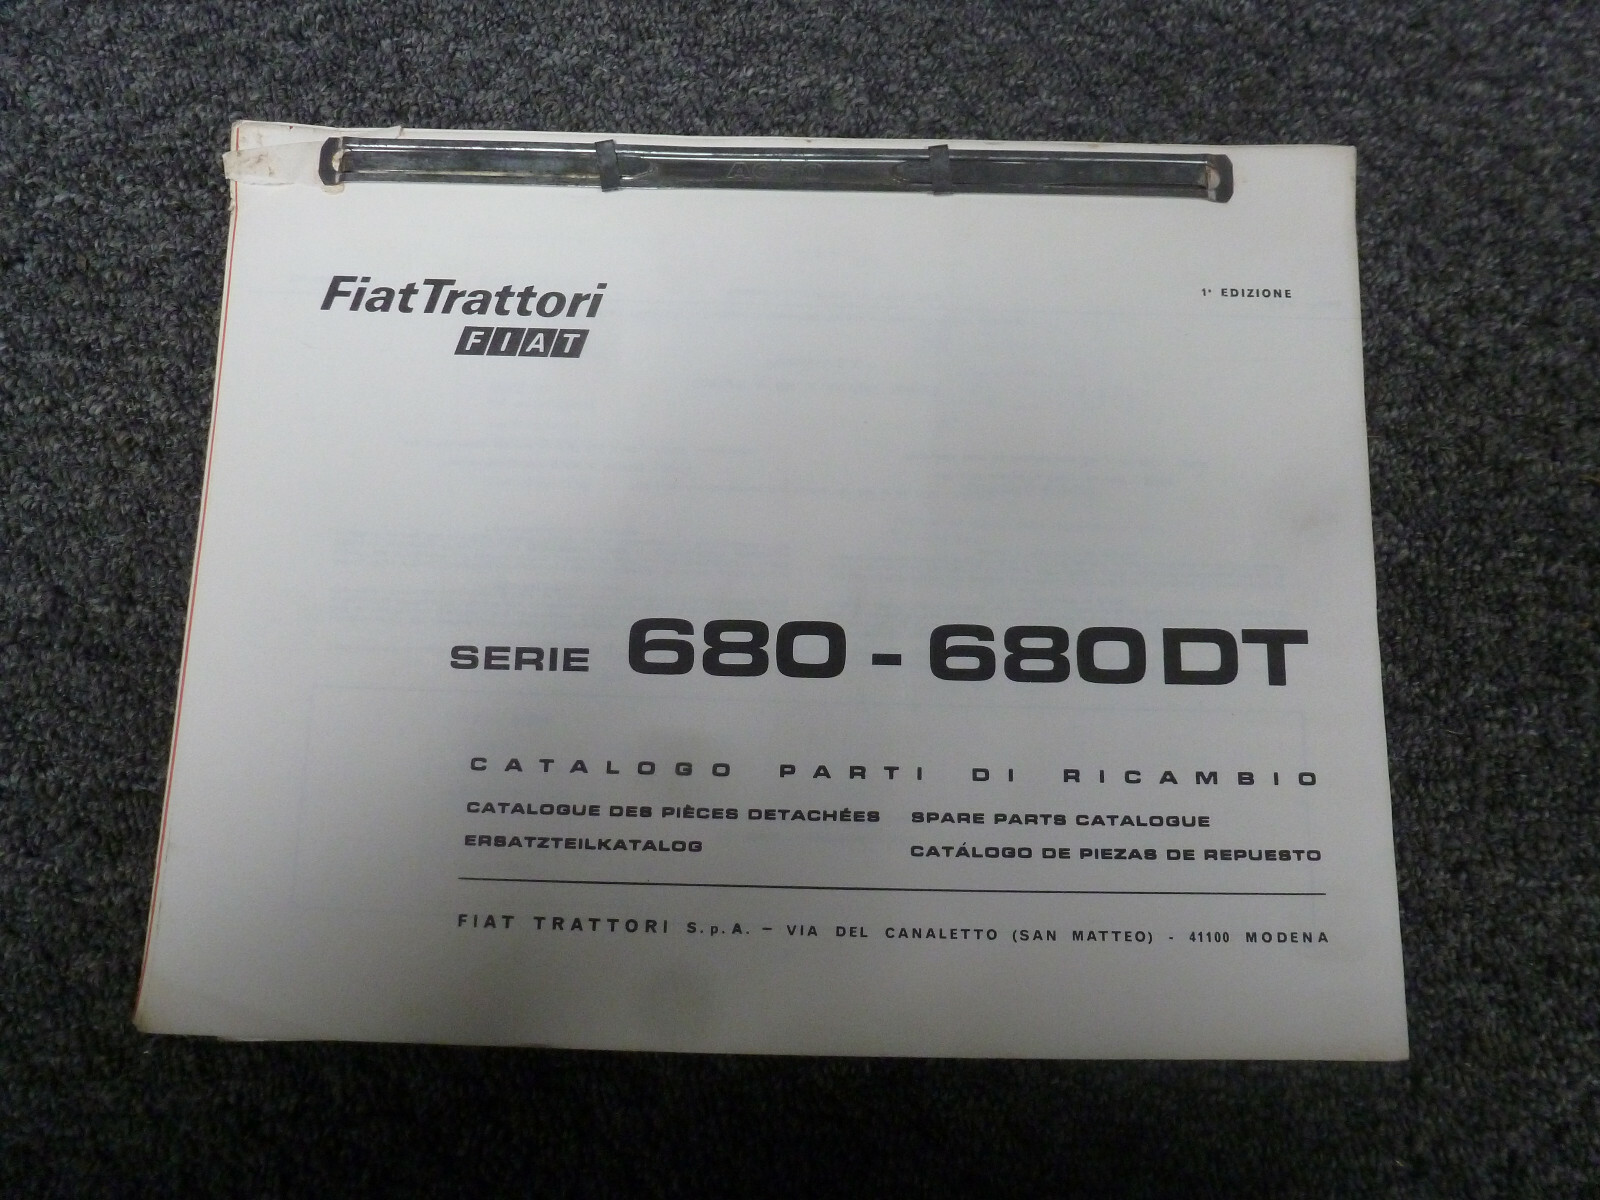 ACCO
FiatTrattori
1ª EDIZIONE
FIAT
SERIE 680 - 680DT
CATALOGO PARTI DI RICAMBIO
CATALOGUE DES PIÈCES DETACHÉES SPARE PARTS CATALOGUE
ERSATZTEILKATALOG CATÁLOGO DE PIEZAS DE REPUESTO
FIAT TRATTORI S.p.A. – VIA DEL CANALETTO (SAN MATTEO) - 41100 MODENA